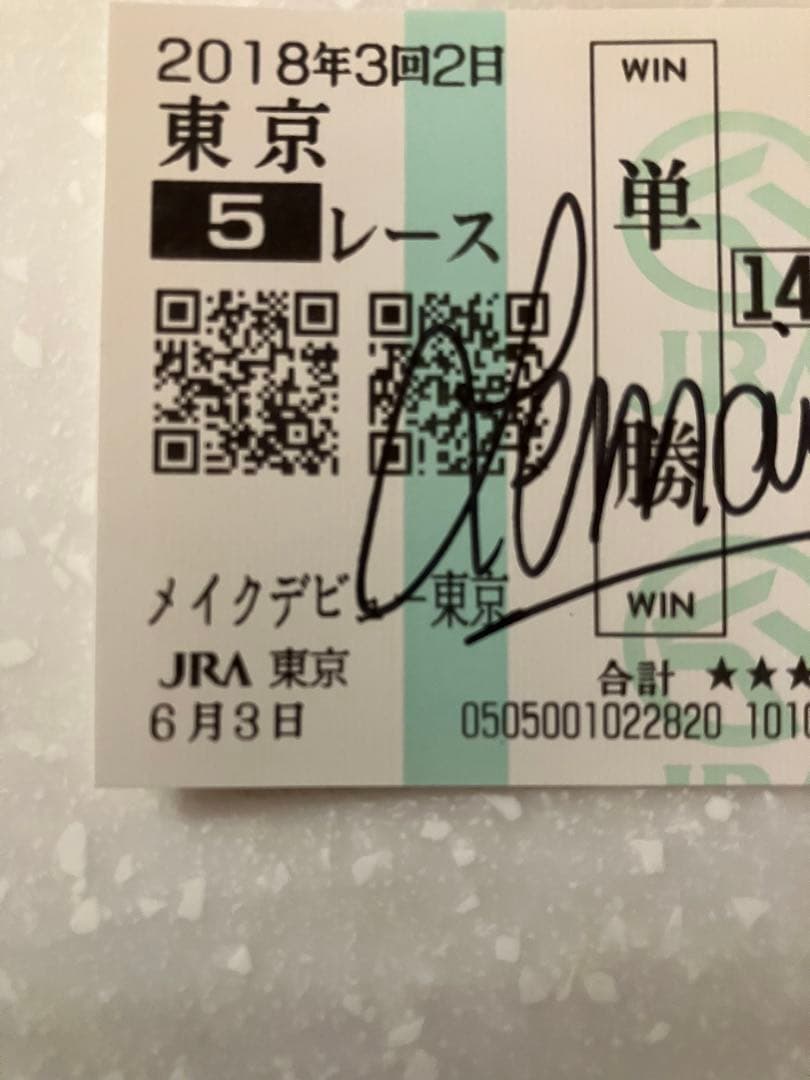 2018年3回2日
東京
5レース
メイクデビュー東京
JRA 東京
6月3日
WIN
単勝
WIN
14
JRA
合計 ★★★
0505001022820 1010
JRA